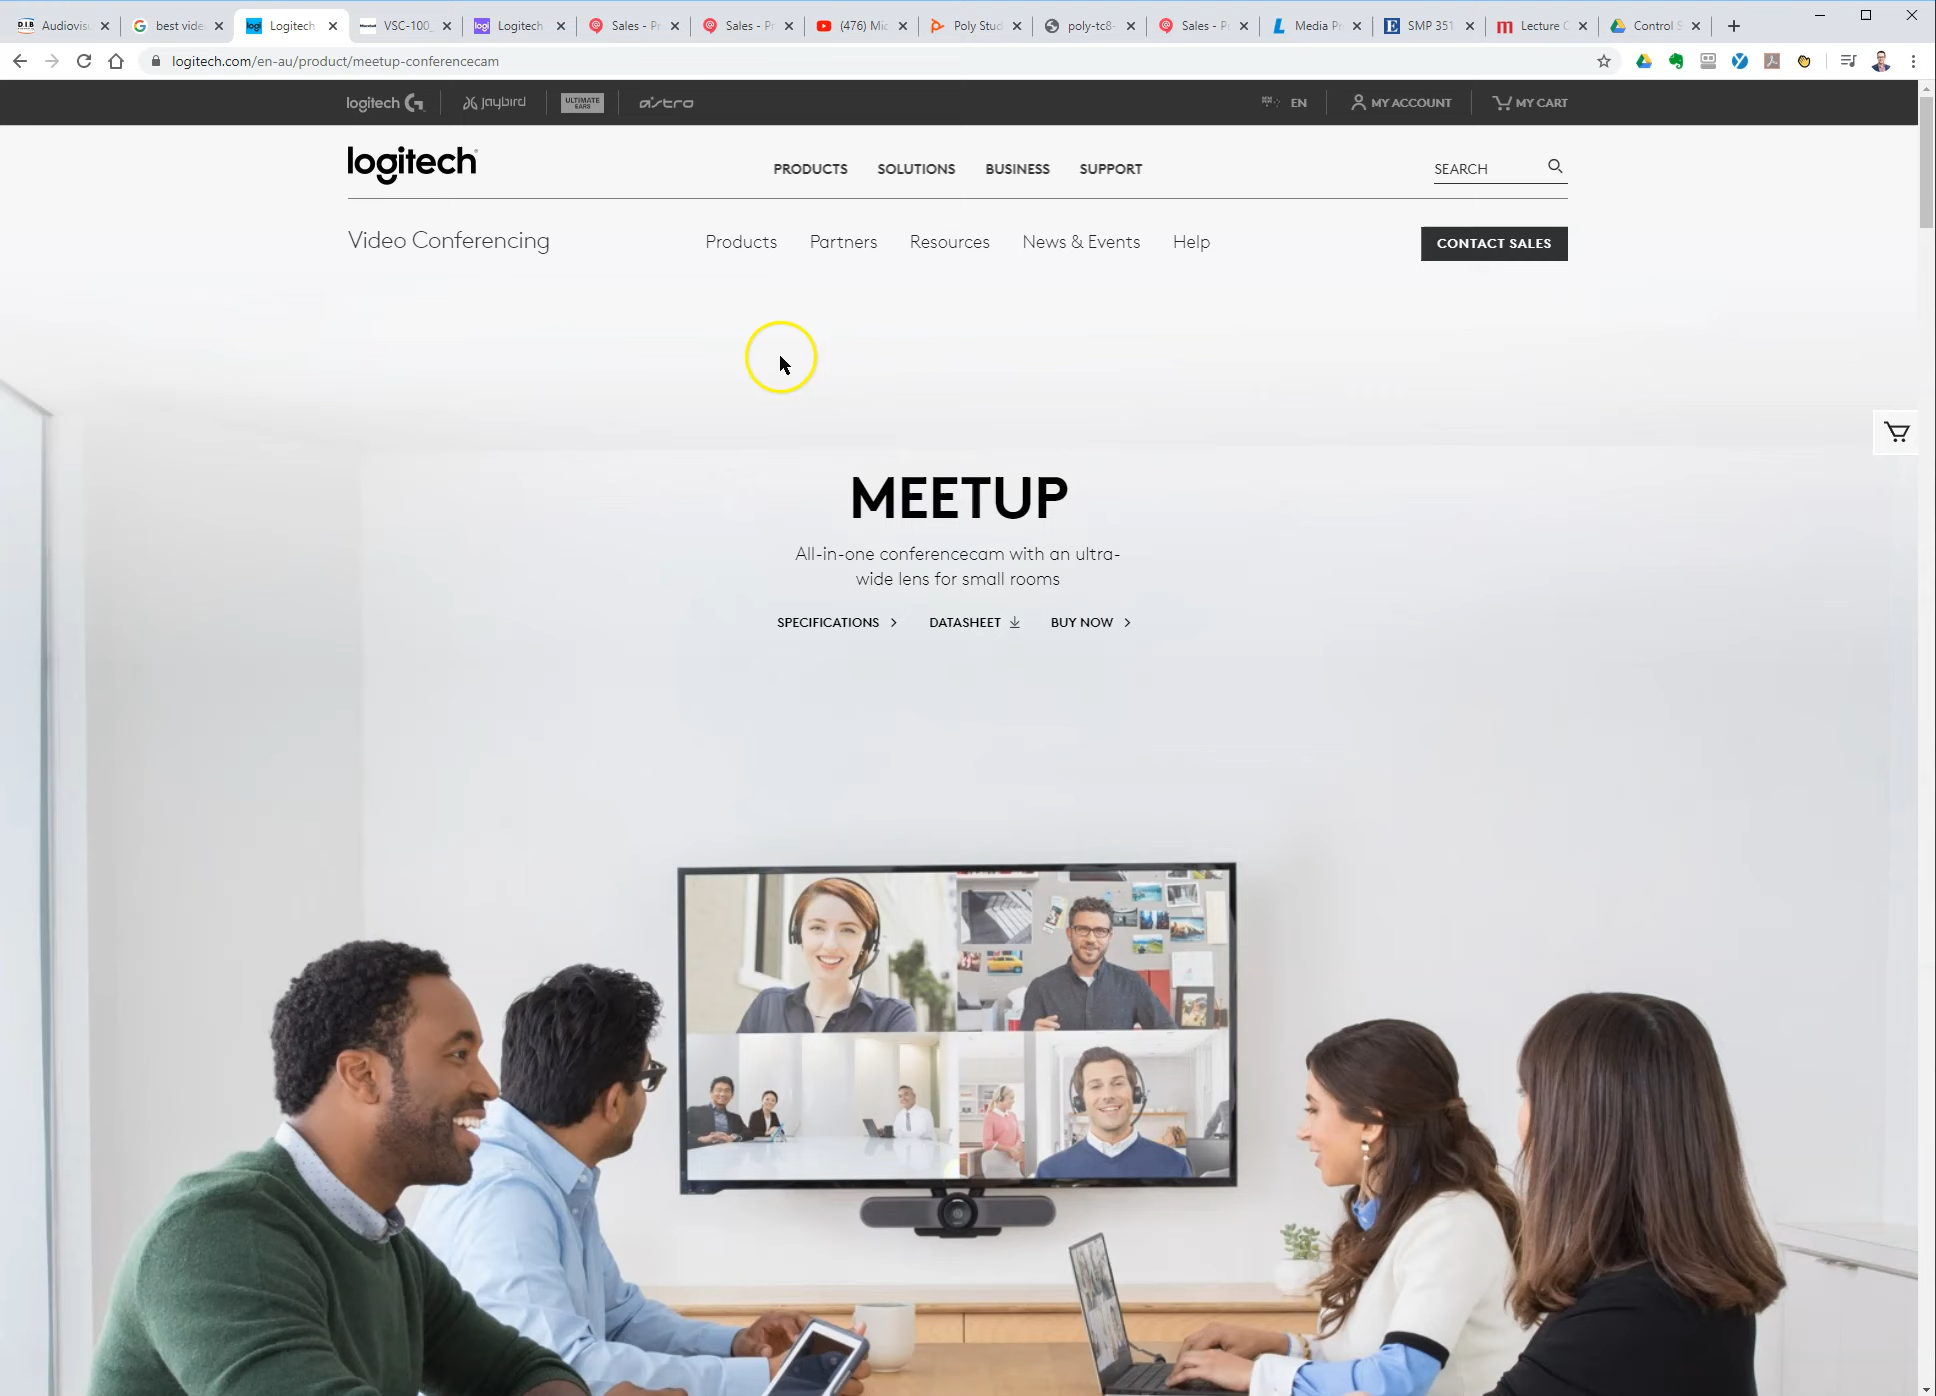 Audiovisu
best vide
Logitech
VSC-100_
Logitech
Sales - Pr
Sales - Pr
(476) Mic
Poly Stud
poly-tc8-
Sales - Pr
Media Pr
SMP 351
Lecture C
Control S
logitech.com/en-au/product/meetup-conferencecam
logitech G
jaybird
ULTIMATE EARS
astro
EN
MY ACCOUNT
MY CART
logitech
PRODUCTS
SOLUTIONS
BUSINESS
SUPPORT
SEARCH
Video Conferencing
Products
Partners
Resources
News & Events
Help
CONTACT SALES
MEETUP
All-in-one conferencecam with an ultra-
wide lens for small rooms
SPECIFICATIONS
DATASHEET
BUY NOW